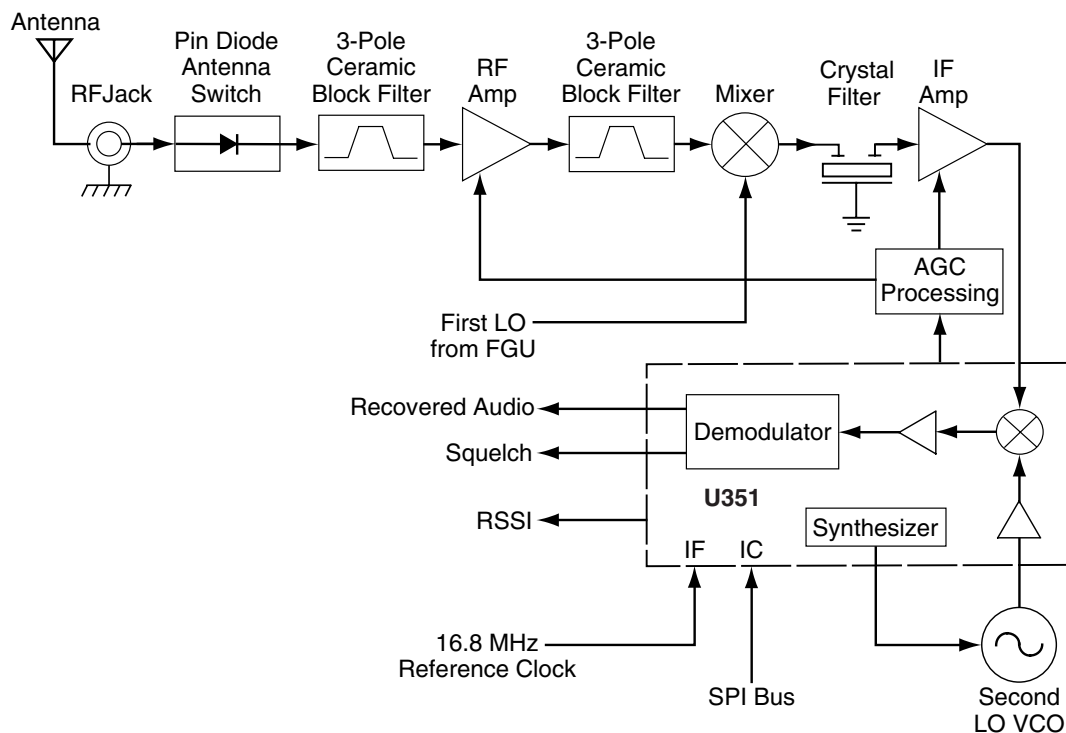 Antenna
RFJack
Pin Diode
Antenna
Switch
3-Pole
Ceramic
Block Filter
RF
Amp
3-Pole
Ceramic
Block Filter
Mixer
Crystal
Filter
IF
Amp
AGC
Processing
First LO
from FGU
Recovered Audio
Squelch
RSSI
Demodulator
U351
Synthesizer
IF IC
16.8 MHz
Reference Clock
SPI Bus
Second
LO VCO